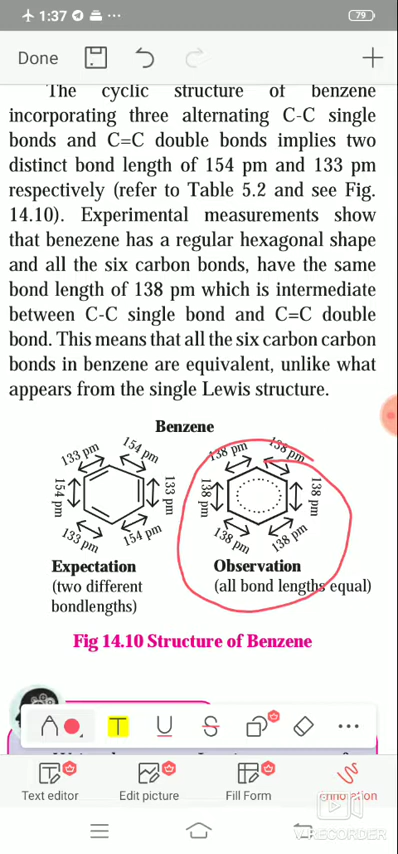 1:37
79
Done
The cyclic structure of benzene
incorporating three alternating C-C single
bonds and C=C double bonds implies two
distinct bond length of 154 pm and 133 pm
respectively (refer to Table 5.2 and see Fig.
14.10). Experimental measurements show
that benezene has a regular hexagonal shape
and all the six carbon bonds, have the same
bond length of 138 pm which is intermediate
between C-C single bond and C=C double
bond. This means that all the six carbon carbon
bonds in benzene are equivalent, unlike what
appears from the single Lewis structure.
Benzene
133 pm 154 pm 138 pm 138 pm
154 pm 133 pm 138 pm 138 pm
133 pm 154 pm 138 pm 138 pm
Expectation Observation
(two different (all bond lengths equal)
bondlengths)
Fig 14.10 Structure of Benzene
T U S
Text editor Edit picture Fill Form
V.RECORDER